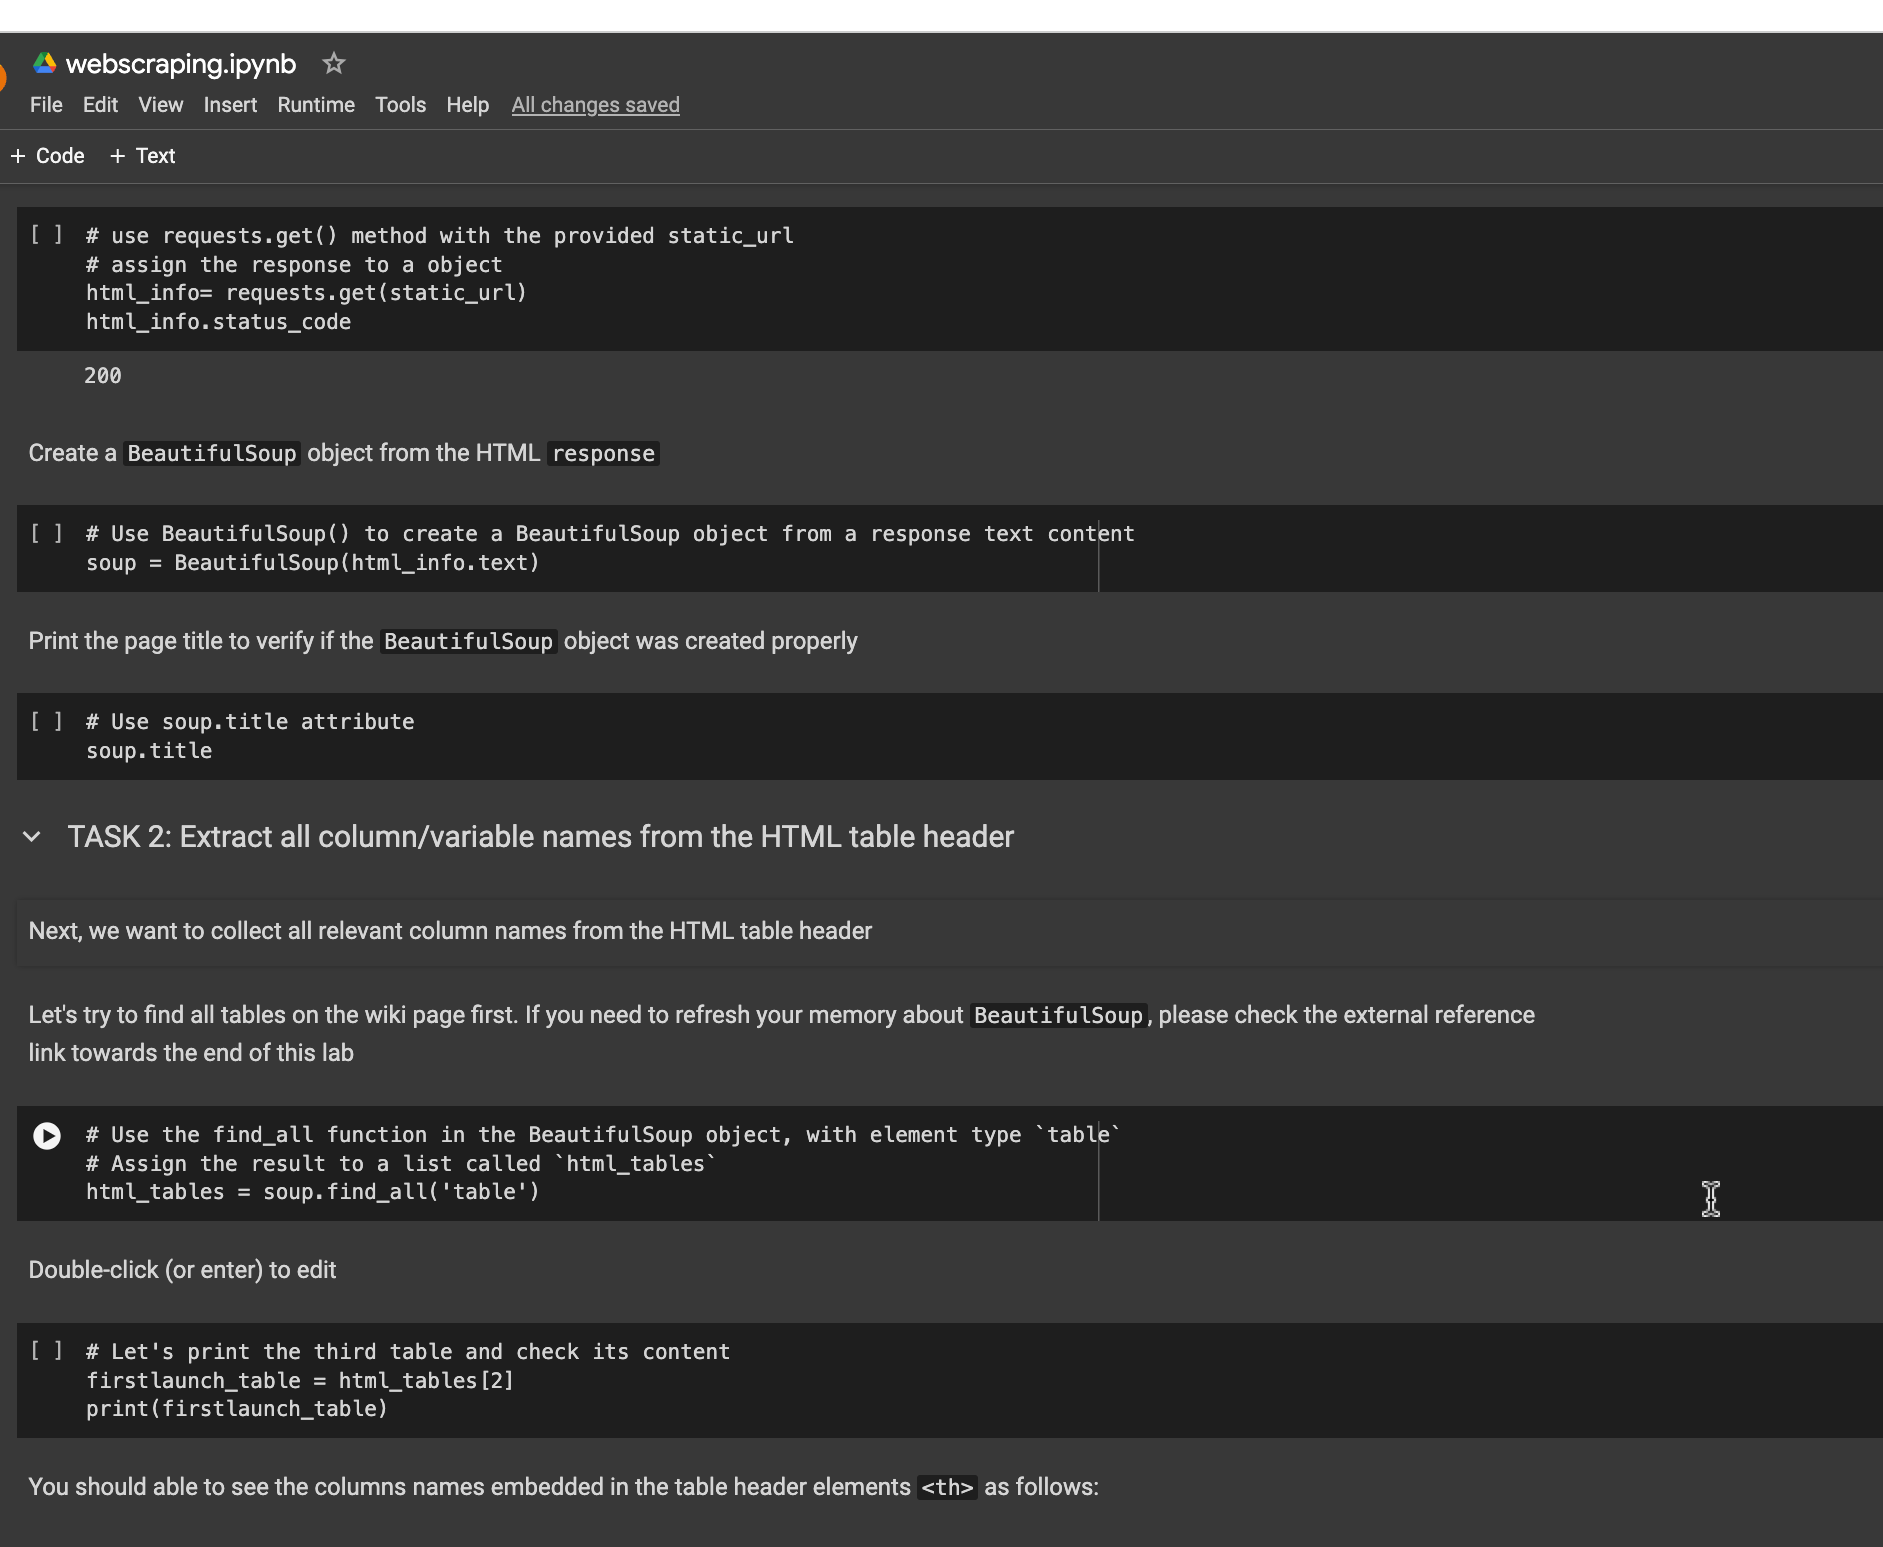 webscraping.ipynb
File Edit View Insert Runtime Tools Help All changes saved
+ Code + Text
[ ] # use requests.get() method with the provided static_url
# assign the response to a object
html_info= requests.get(static_url)
html_info.status_code
200
Create a BeautifulSoup object from the HTML response
[ ] # Use BeautifulSoup() to create a BeautifulSoup object from a response text content
soup = BeautifulSoup(html_info.text)
Print the page title to verify if the BeautifulSoup object was created properly
[ ] # Use soup.title attribute
soup.title
TASK 2: Extract all column/variable names from the HTML table header
Next, we want to collect all relevant column names from the HTML table header
Let's try to find all tables on the wiki page first. If you need to refresh your memory about BeautifulSoup, please check the external reference
link towards the end of this lab
# Use the find_all function in the BeautifulSoup object, with element type `table`
# Assign the result to a list called `html_tables`
html_tables = soup.find_all('table')
Double-click (or enter) to edit
[ ] # Let's print the third table and check its content
firstlaunch_table = html_tables[2]
print(firstlaunch_table)
You should able to see the columns names embedded in the table header elements <th> as follows: